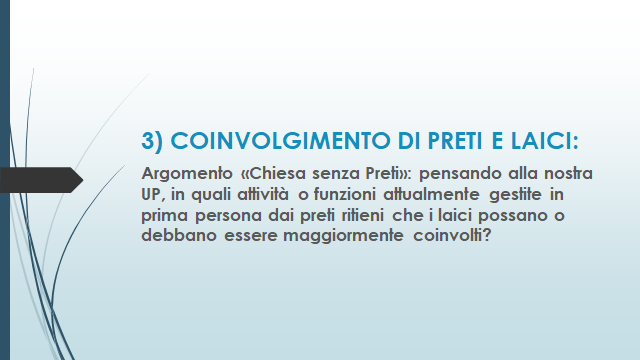 3) COINVOLGIMENTO DI PRETI E LAICI:
Argomento «Chiesa senza Preti»: pensando alla nostra
UP, in quali attività o funzioni attualmente gestite in
prima persona dai preti ritieni che i laici possano o
debbano essere maggiormente coinvolti?